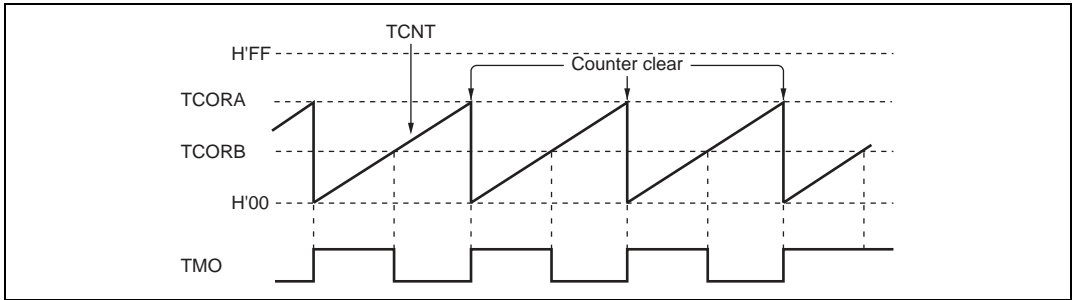 TCNT
H'FF
Counter clear
TCORA
TCORB
H'00
TMO